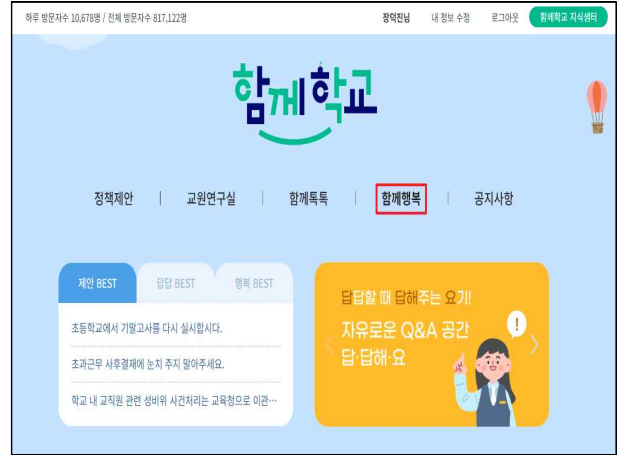 하루 방문자수 10,678명 / 전체 방문자수 817,122명
장덕진님 내 정보 수정 로그아웃 함께학교 지식샘터
함께학교
정책제안 | 교원연구실 | 함께톡톡 | 함께행복 | 공지사항
제안 BEST 답답 BEST 행복 BEST
초등학교에서 기말고사를 다시 실시합시다.
초과근무 사후결재에 눈치 주지 말아주세요.
학교 내 교직원 관련 성비위 사건처리는 교육청으로 이관…
답답할 때 답해주는 요기!
자유로운 Q&A 공간
답·답해·요
!